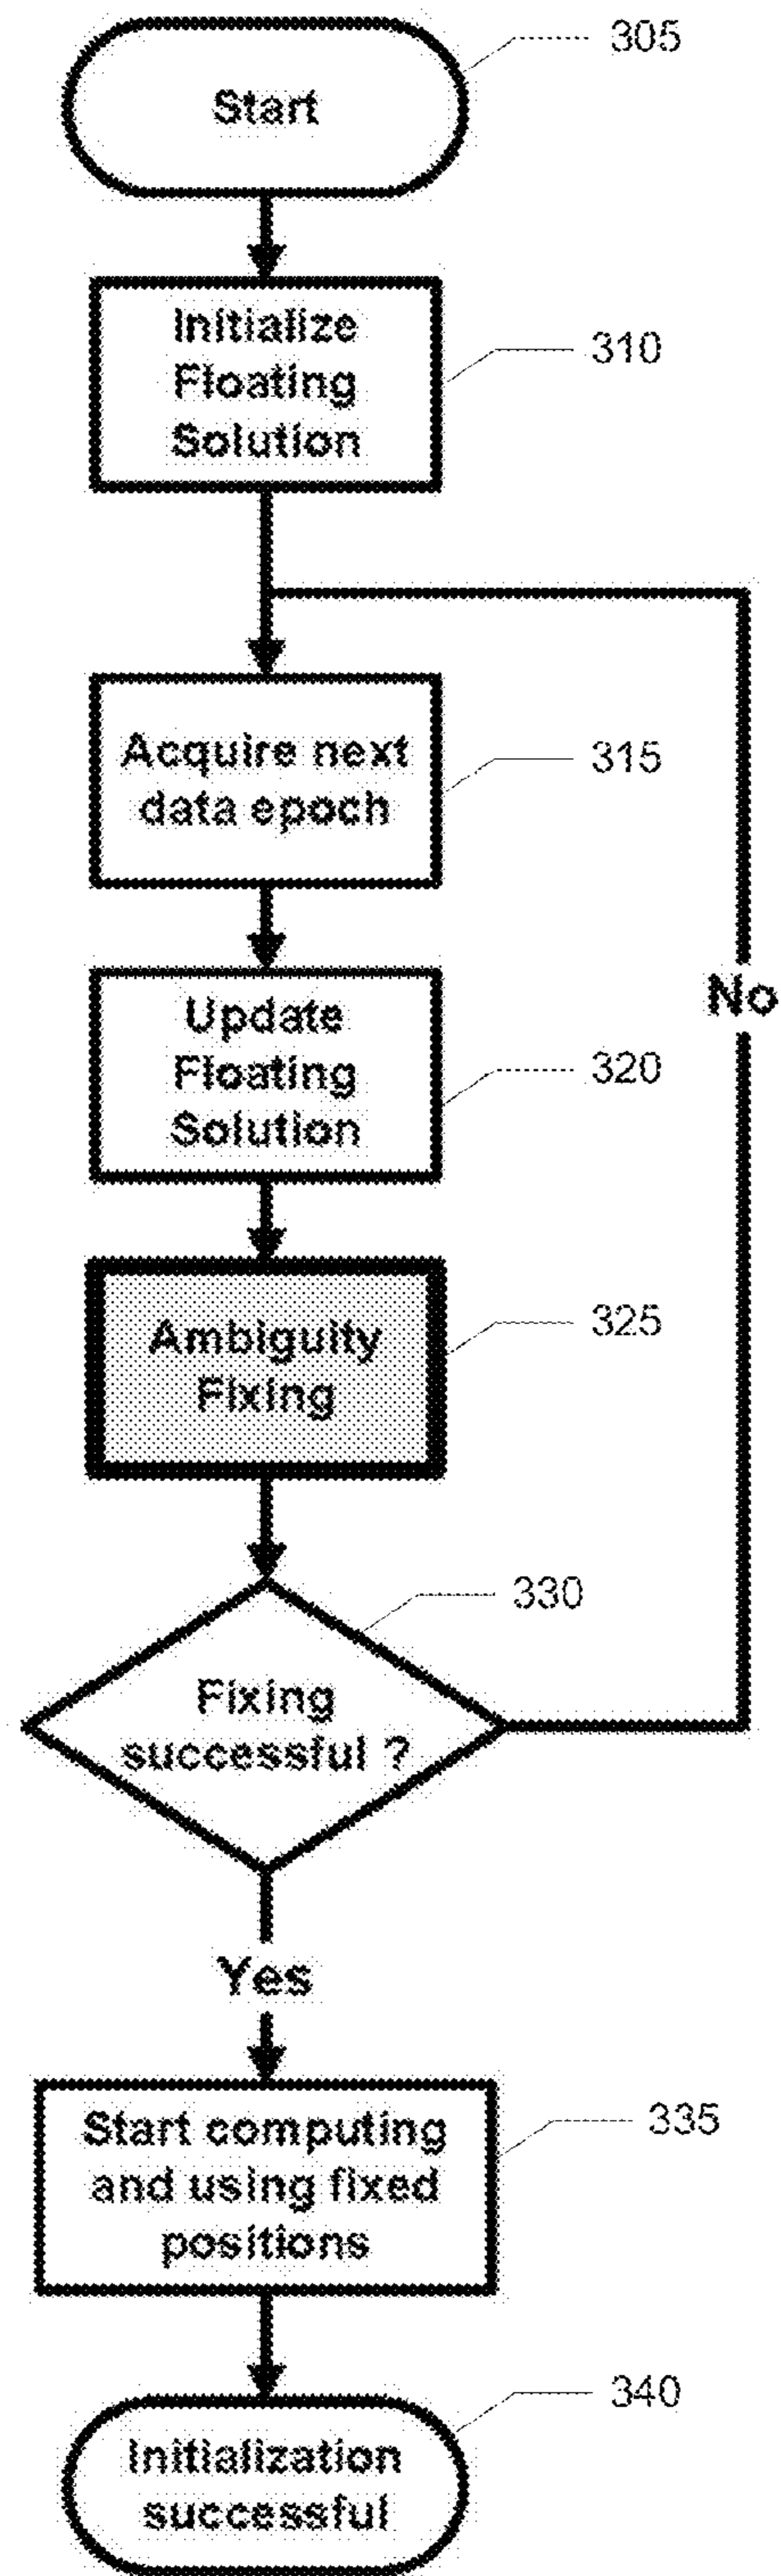 305
Start
Initialize
Floating
Solution
310
Acquire next
data epoch
315
No
Update
Floating
Solution
320
Ambiguity
Fixing
325
330
Fixing
successful ?
Yes
Start computing
and using fixed
positions
335
340
Initialization
successful